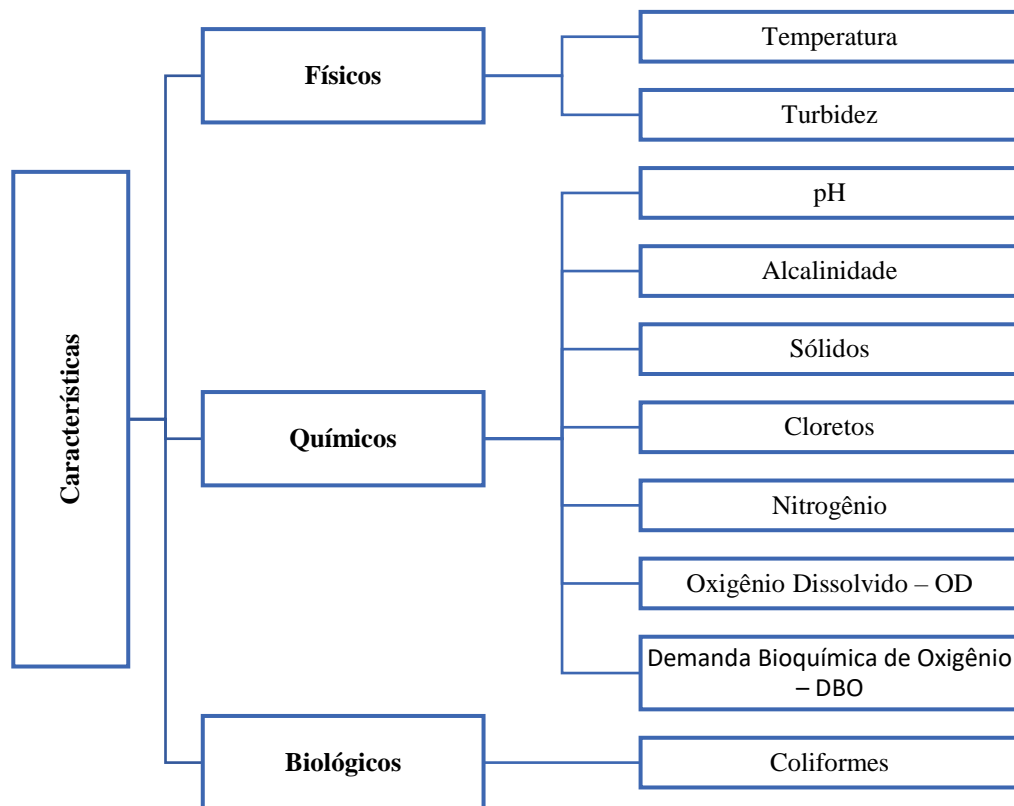 Características
Físicos
Temperatura
Turbidez
Químicos
pH
Alcalinidade
Sólidos
Cloretos
Nitrogênio
Oxigênio Dissolvido – OD
Demanda Bioquímica de Oxigênio
– DBO
Biológicos
Coliformes